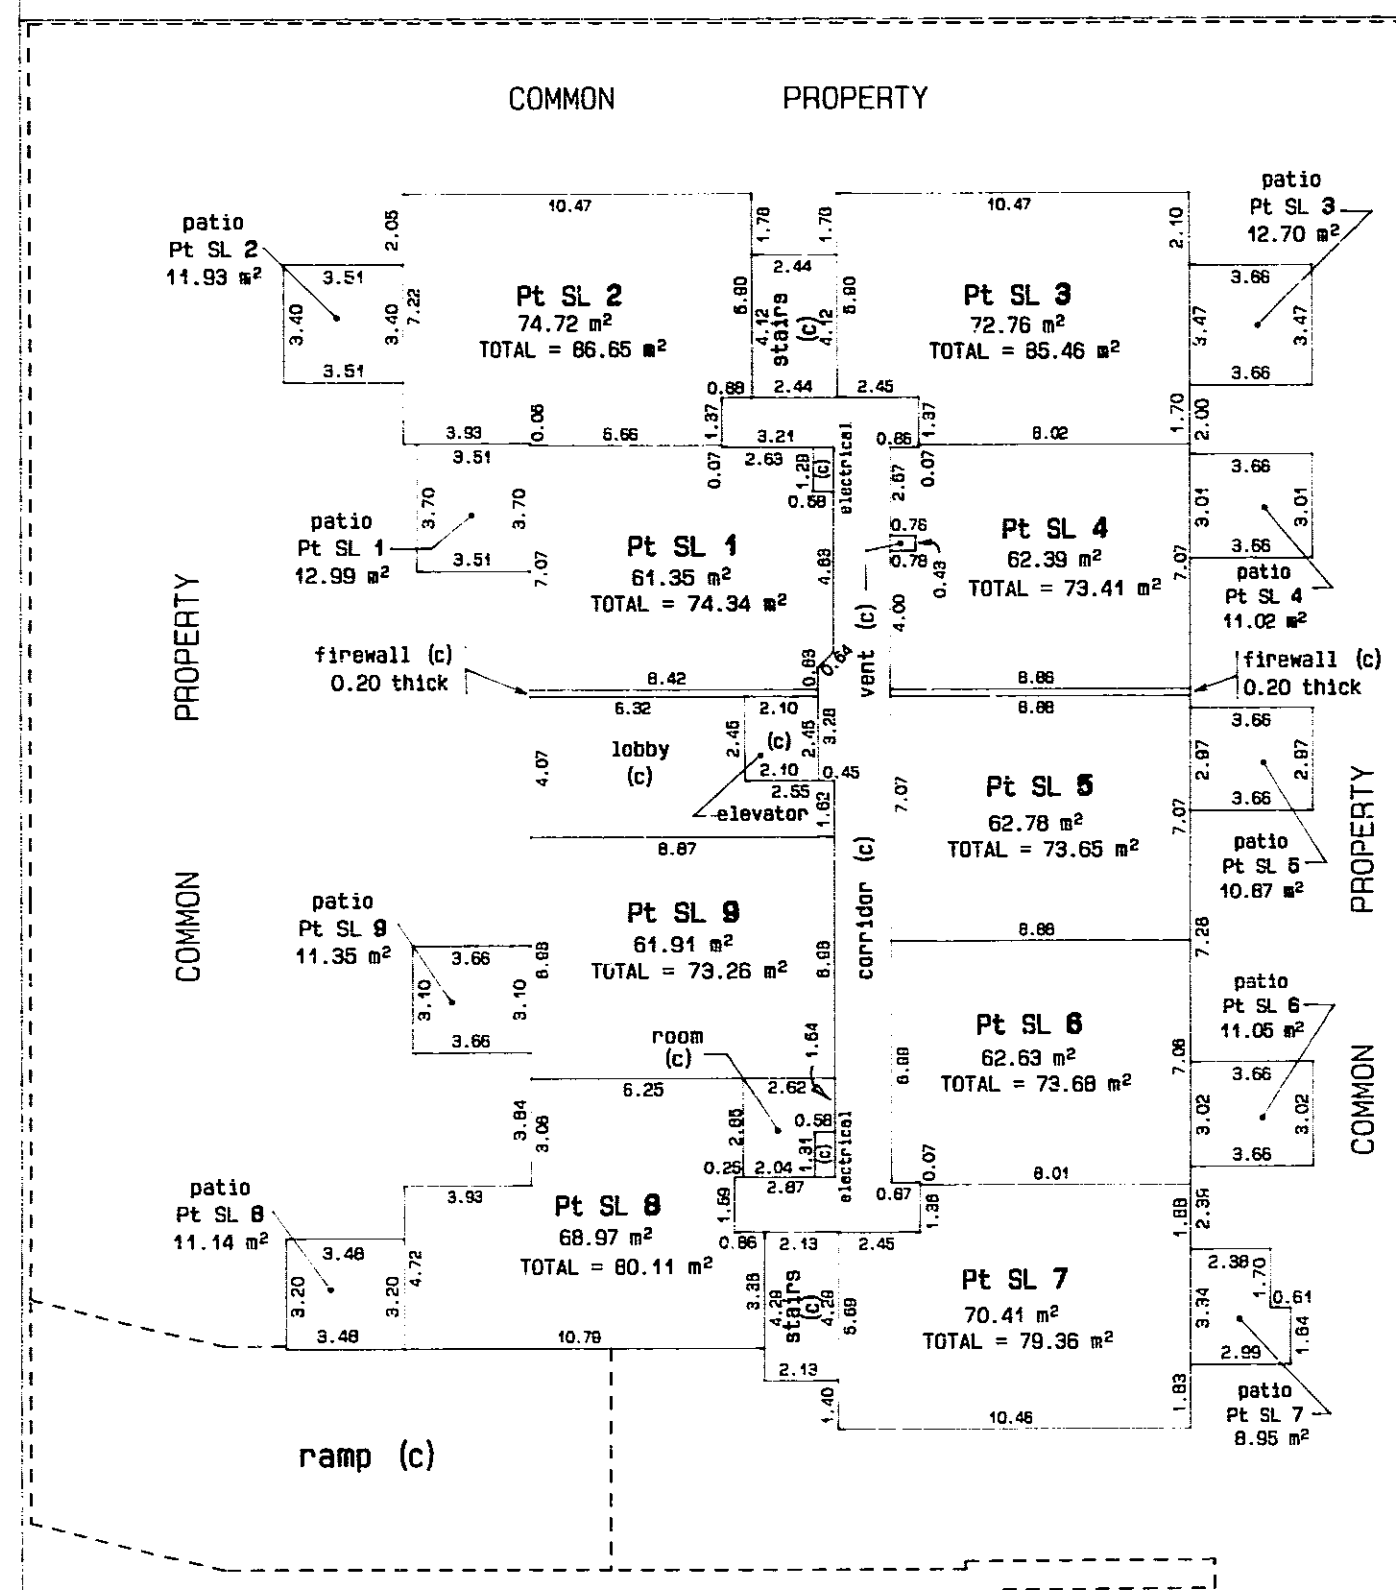 COMMON PROPERTY
patio
Pt SL 2
11.93 m²
3.51
3.40
3.40
3.51
2.05
7.22
10.47
Pt SL 2
74.72 m²
TOTAL = 86.65 m²
1.78
1.78
2.44
5.80
4.12
stairs
(c)
4.12
5.80
2.44
0.88
2.45
1.37
1.37
3.93
0.06
6.66
3.21
10.47
Pt SL 3
72.76 m²
TOTAL = 85.46 m²
2.10
patio
Pt SL 3
12.70 m²
3.66
3.47
3.47
3.66
1.70
2.00
0.86
8.02
patio
Pt SL 1
12.99 m²
3.51
3.70
3.70
3.51
7.07
0.07
2.63
1.29
(c)
0.58
electrical
Pt SL 1
61.35 m²
TOTAL = 74.34 m²
4.63
0.63
0.64
8.42
2.67
0.07
0.76
0.76
0.43
4.00
vent (c)
Pt SL 4
62.39 m²
TOTAL = 73.41 m²
7.07
3.66
3.01
3.01
3.66
patio
Pt SL 4
11.02 m²
8.86
PROPERTY
firewall (c)
0.20 thick
firewall (c)
0.20 thick
6.32
2.10
2.45
(c)
2.45
3.28
2.10
0.45
2.55
1.62
lobby
(c)
4.07
elevator
8.87
8.88
7.07
Pt SL 5
62.78 m²
TOTAL = 73.65 m²
7.07
3.66
2.97
2.97
3.66
patio
Pt SL 5
10.87 m²
PROPERTY
8.88
7.26
corridor (c)
COMMON
patio
Pt SL 9
11.35 m²
3.66
3.10
3.10
3.66
6.98
Pt SL 9
61.91 m²
TOTAL = 73.26 m²
6.98
1.54
room
(c)
6.25
2.62
6.99
Pt SL 6
62.63 m²
TOTAL = 73.68 m²
7.06
patio
Pt SL 6
11.05 m²
3.66
3.02
3.02
3.66
COMMON
3.84
3.06
2.85
0.58
1.31
(c)
electrical
0.25
2.04
2.87
0.07
0.87
8.01
patio
Pt SL 8
11.14 m²
3.93
3.48
3.20
3.20
3.48
4.72
Pt SL 8
68.97 m²
TOTAL = 80.11 m²
1.59
0.86
2.13
2.45
1.38
1.88
2.39
3.38
4.29
stairs
(c)
4.29
5.69
10.79
2.13
1.40
Pt SL 7
70.41 m²
TOTAL = 79.36 m²
10.46
2.38
1.70
0.61
3.34
1.64
2.99
1.83
patio
Pt SL 7
8.95 m²
ramp (c)